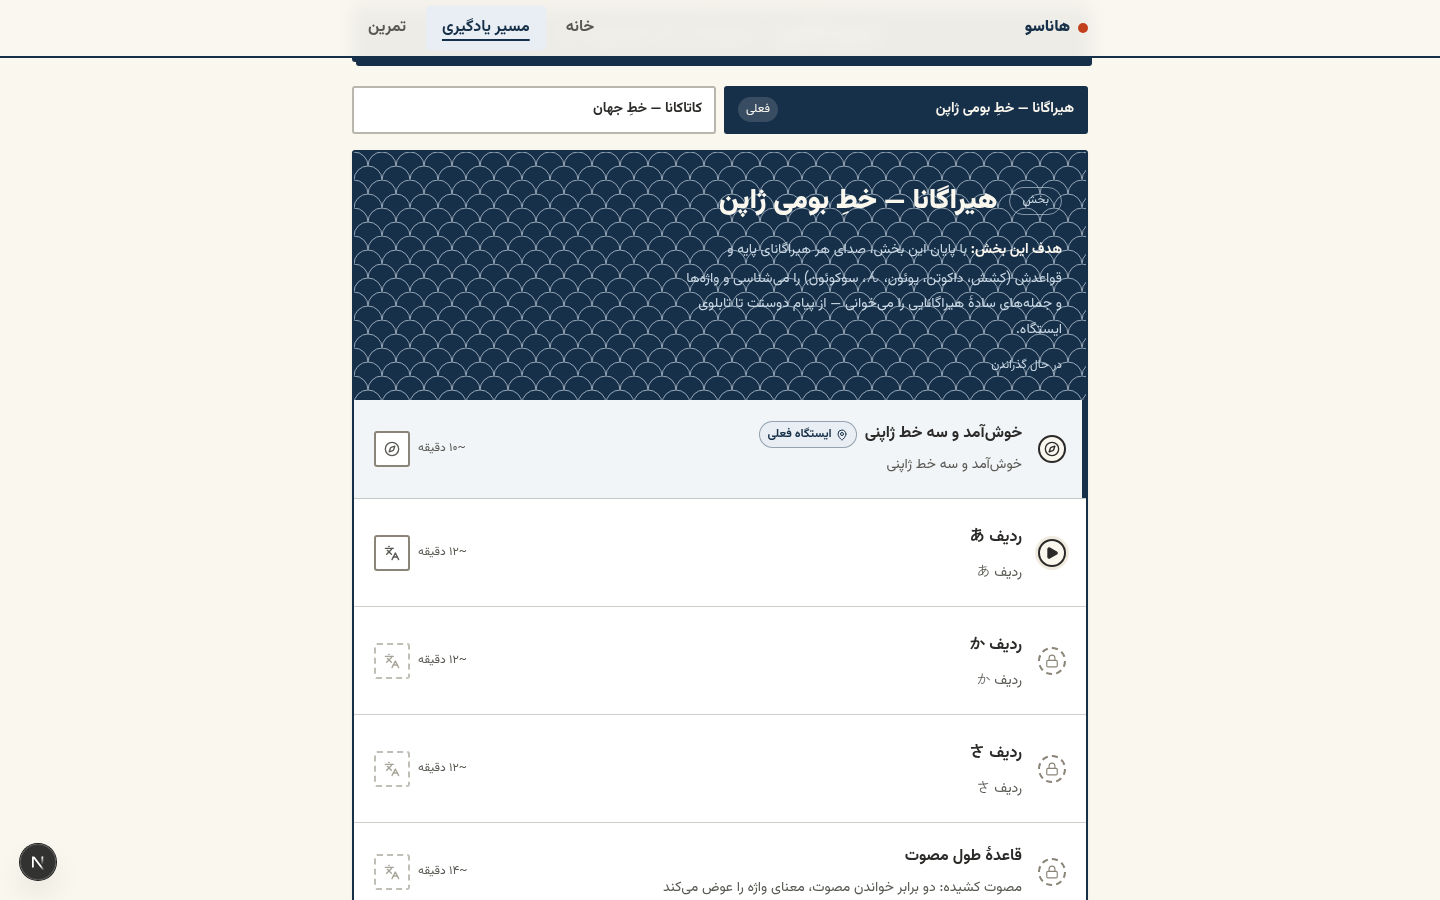 هاناسو
خانه
مسیر یادگیری
تمرین
هیراگانا — خطِ بومی ژاپن
فعلی
کاتاکانا — خطِ جهان
بخش
هیراگانا — خطِ بومی ژاپن
هدف این بخش: با پایان این بخش، صدای هر هیراگانای پایه و
قواعدش (کشش، داکوتن، یوئون، ん، سوکوئون) را می‌شناسی و واژه‌ها
و جمله‌های سادهٔ هیراگانایی را می‌خوانی — از پیام دوستت تا تابلوی
ایستگاه.
در حال گذراندن
خوش‌آمد و سه خط ژاپنی
ایستگاه فعلی
خوش‌آمد و سه خط ژاپنی
~۱۰ دقیقه
ردیف あ
ردیف あ
~۱۲ دقیقه
ردیف か
ردیف か
~۱۲ دقیقه
ردیف さ
ردیف さ
~۱۲ دقیقه
قاعدهٔ طول مصوت
مصوت کشیده: دو برابر خواندن مصوت، معنای واژه را عوض می‌کند
~۱۴ دقیقه
N